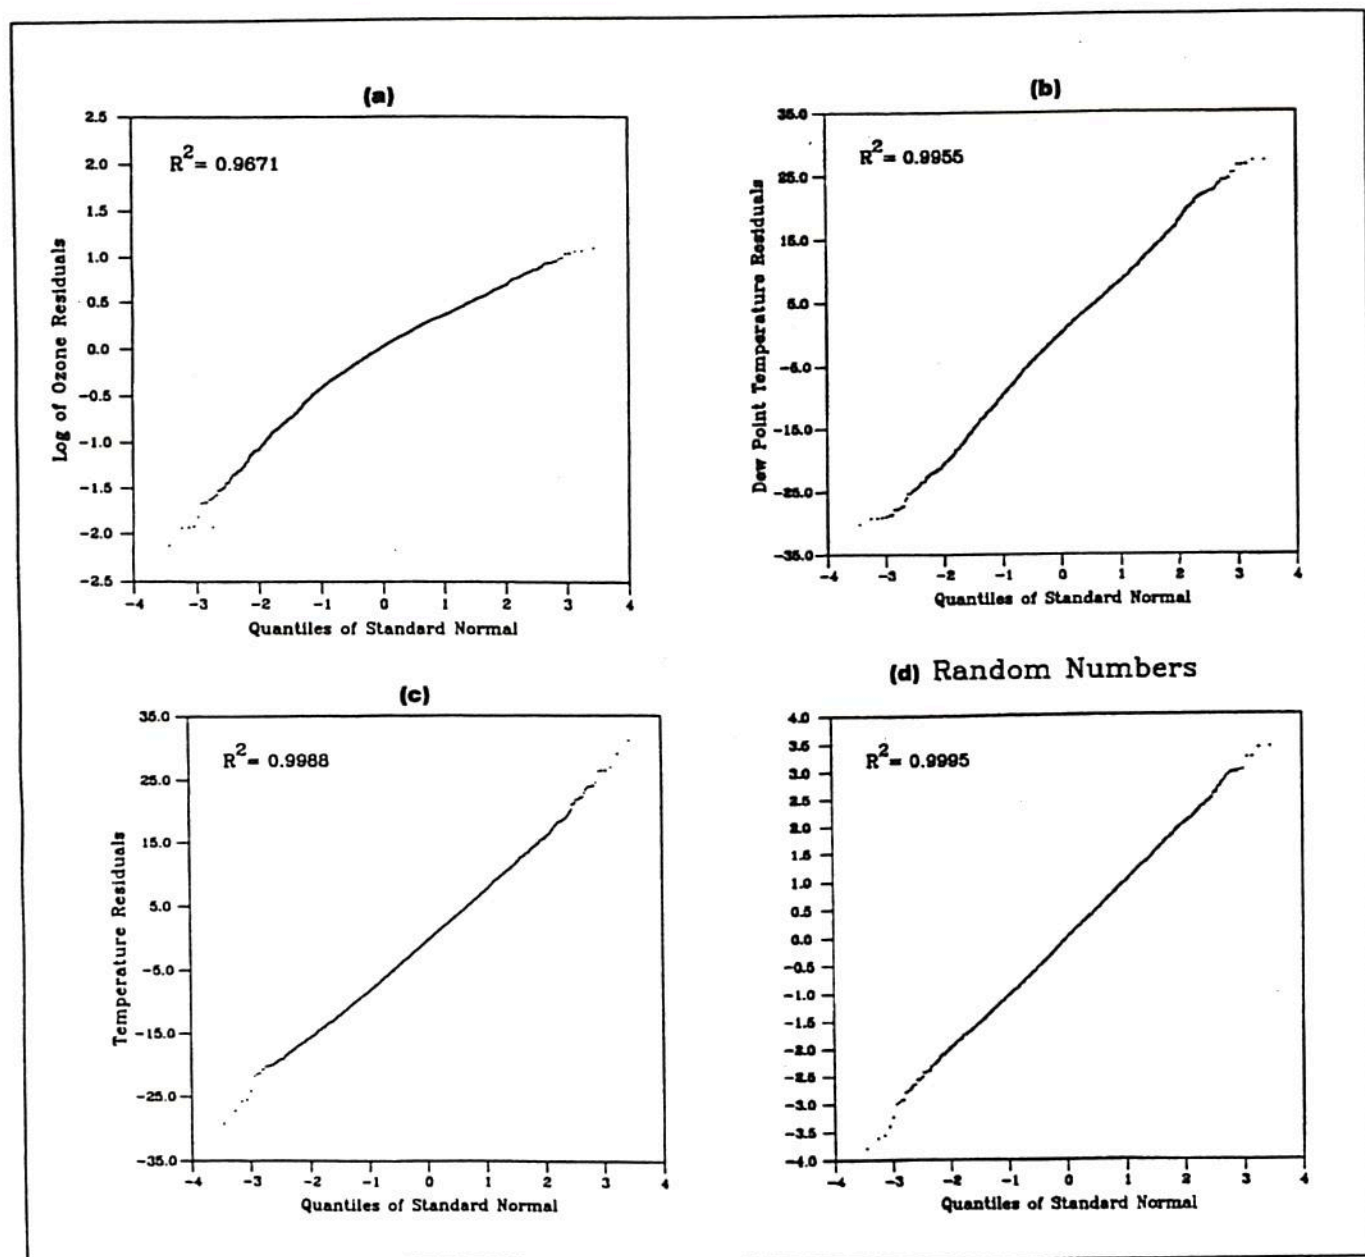 (a)
2.5
2.0
1.5
1.0
0.5
0.0
-0.5
-1.0
-1.5
-2.0
-2.5
R2= 0.9671
Log of Ozone Residuals
-4 -3 -2 -1 0 1 2 3 4
Quantiles of Standard Normal
(b)
35.0
25.0
15.0
5.0
-5.0
-15.0
-25.0
-35.0
R2= 0.9955
Dew Point Temperature Residuals
-4 -3 -2 -1 0 1 2 3 4
Quantiles of Standard Normal
(c)
35.0
25.0
15.0
5.0
-5.0
-15.0
-25.0
-35.0
R2= 0.9988
Temperature Residuals
-4 -3 -2 -1 0 1 2 3 4
Quantiles of Standard Normal
(d) Random Numbers
4.0
3.5
3.0
2.5
2.0
1.5
1.0
0.5
0.0
-0.5
-1.0
-1.5
-2.0
-2.5
-3.0
-3.5
-4.0
R2= 0.9995
-4 -3 -2 -1 0 1 2 3 4
Quantiles of Standard Normal